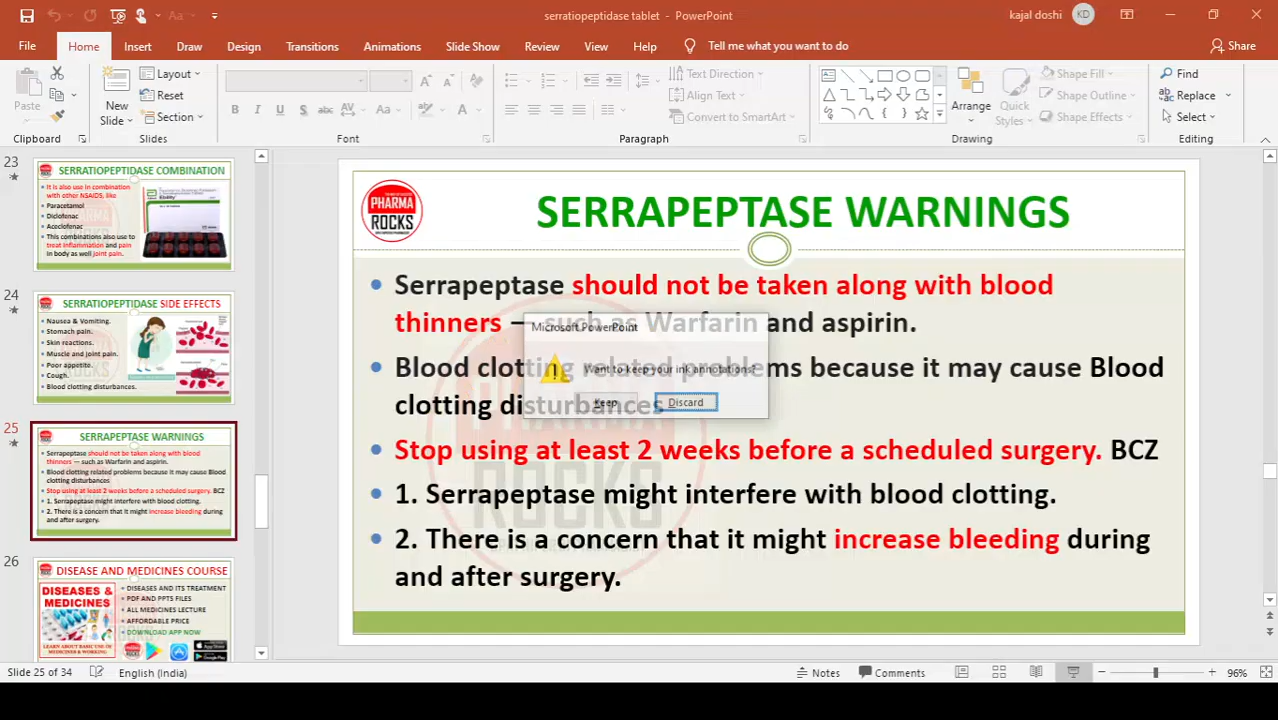 serratiopeptidase tablet - PowerPoint
kajal doshi
KD
File
Home
Insert
Draw
Design
Transitions
Animations
Slide Show
Review
View
Help
Tell me what you want to do
Share
Paste
New
Slide
Layout
Reset
Section
B I U S abc AV Aa A
Text Direction
Align Text
Convert to SmartArt
Arrange
Quick
Styles
Shape Fill
Shape Outline
Shape Effects
Find
Replace
Select
Clipboard
Slides
Font
Paragraph
Drawing
Editing
23
SERRATIOPEPTIDASE COMBINATION
It is also use in combination
with other NSAIDS, like
Paracetamol
Diclofenac
Aceclofenac
This combinations also use to
treat inflammation and pain
in body as well joint pain.
24
SERRATIOPEPTIDASE SIDE EFFECTS
Nausea & Vomiting.
Stomach pain.
Skin reactions.
Muscle and joint pain.
Poor appetite.
Cough.
Blood clotting disturbances.
25
SERRAPEPTASE WARNINGS
Serrapeptase should not be taken along with blood
thinners — such as Warfarin and aspirin.
Blood clotting related problems because it may cause Blood
clotting disturbances
Stop using at least 2 weeks before a scheduled surgery. BCZ
1. Serrapeptase might interfere with blood clotting.
2. There is a concern that it might increase bleeding during
and after surgery.
26
DISEASE AND MEDICINES COURSE
DISEASES &
MEDICINES
LEARN ABOUT BASIC USE OF
MEDICINES & WORKING
DISEASES AND ITS TREATMENT
PDF AND PPTS FILES
ALL MEDICINES LECTURE
AFFORDABLE PRICE
DOWNLOAD APP NOW
App Store
Google Play
PHARMA
ROCKS
SERRAPEPTASE WARNINGS
Serrapeptase should not be taken along with blood
thinners — such as Warfarin and aspirin.
Blood clotting related problems because it may cause Blood
clotting disturbances
Stop using at least 2 weeks before a scheduled surgery. BCZ
1. Serrapeptase might interfere with blood clotting.
2. There is a concern that it might increase bleeding during
and after surgery.
ROCKS
Microsoft PowerPoint
Want to keep your ink annotations?
Keep
Discard
Slide 25 of 34
English (India)
Notes
Comments
96%